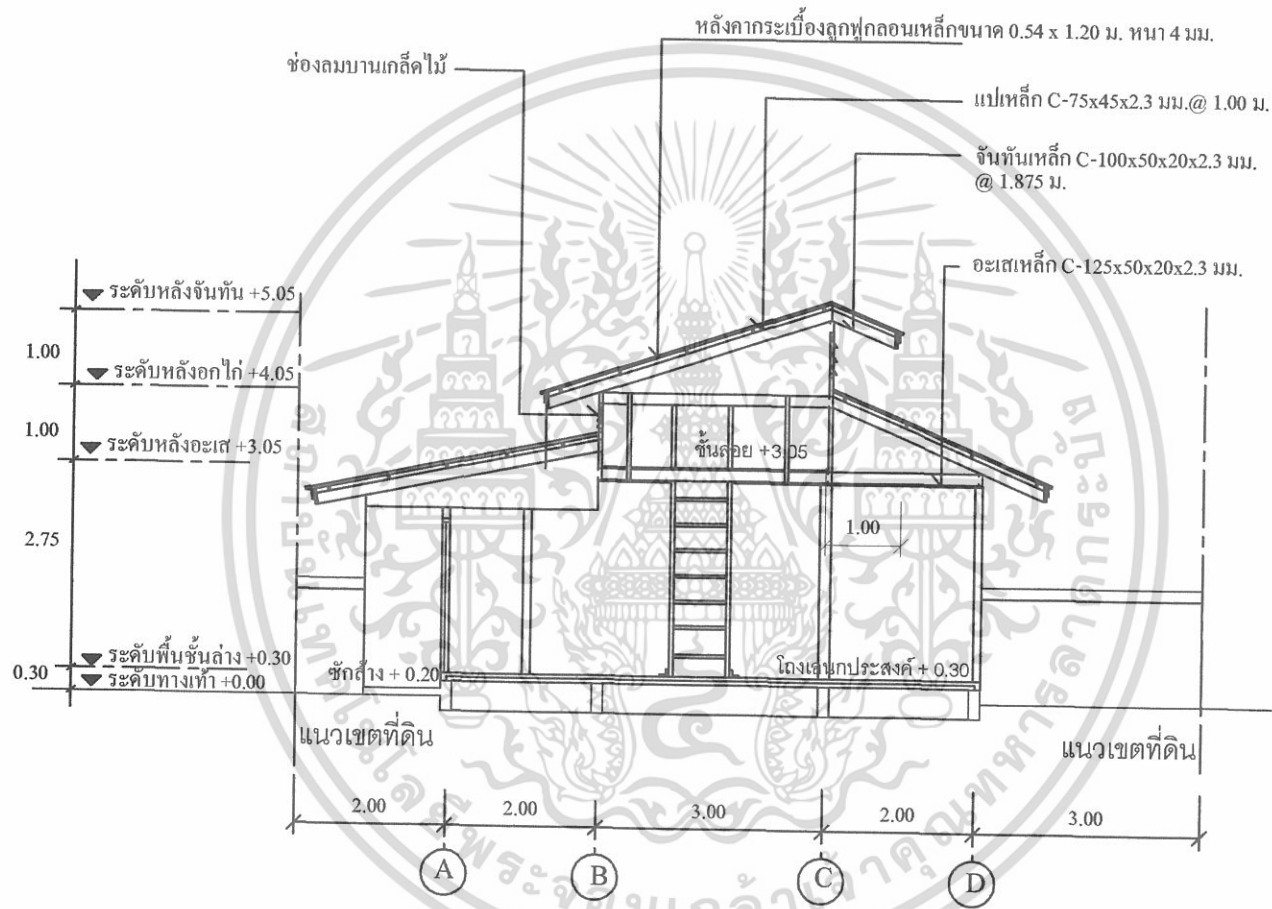 หลังคากระเบื้องลูกฟูกลอนเหล็กขนาด 0.54 x 1.20 ม. หนา 4 มม.
ช่องลมบานเกล็ดไม้
แปเหล็ก C-75x45x2.3 มม.@ 1.00 ม.
จันทันเหล็ก C-100x50x20x2.3 มม.
@ 1.875 ม.
อะเสเหล็ก C-125x50x20x2.3 มม.
ระดับหลังจันทัน +5.05
1.00
ระดับหลังอกไก่ +4.05
1.00
ระดับหลังอะเส +3.05
ชั้นลอย +3.05
2.75
1.00
ระดับพื้นชั้นล่าง +0.30
0.30
ระดับทางเท้า +0.00
ซักล้าง + 0.20
โถงเอนกประสงค์ + 0.30
แนวเขตที่ดิน
แนวเขตที่ดิน
2.00
2.00
3.00
2.00
3.00
A
B
C
D